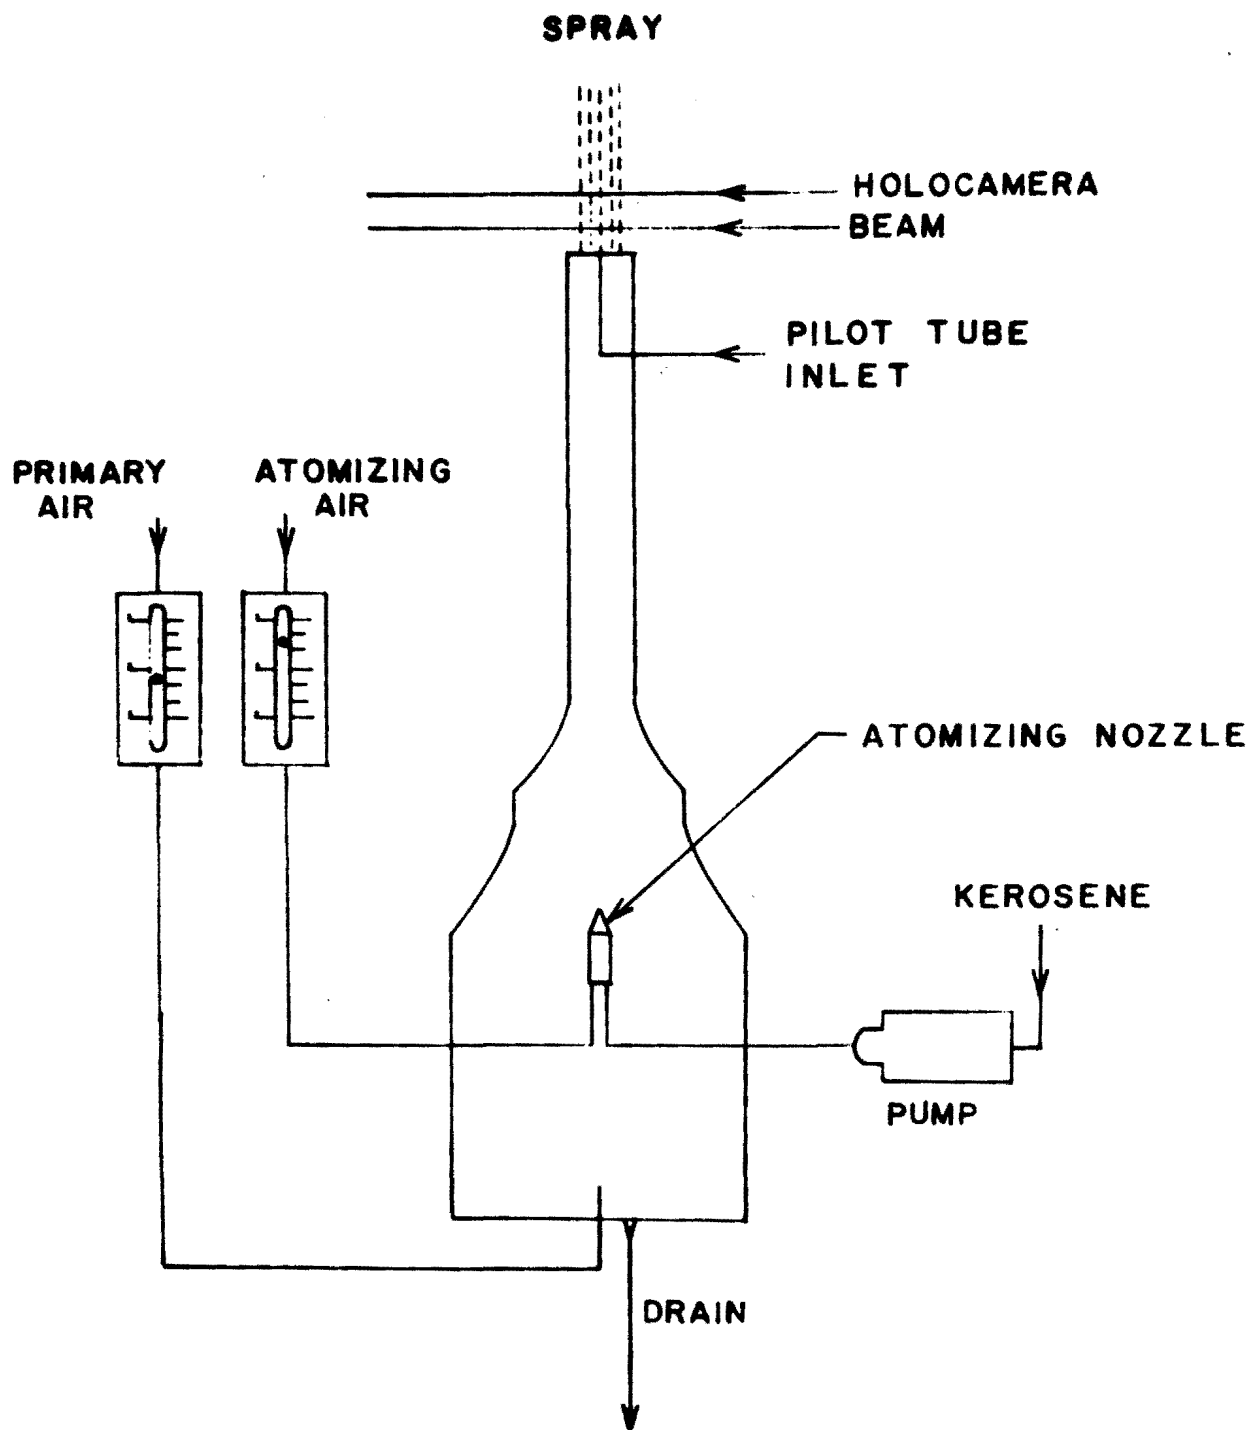 SPRAY
HOLOCAMERA
BEAM
PILOT TUBE
INLET
PRIMARY
AIR
ATOMIZING
AIR
ATOMIZING NOZZLE
KEROSENE
PUMP
DRAIN